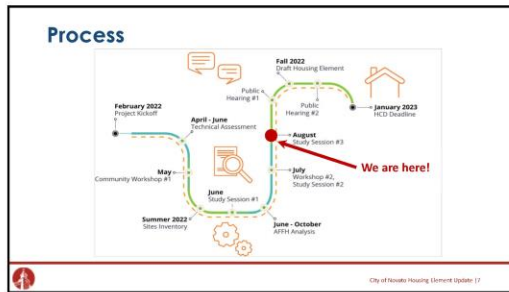 Process
February 2022
Project Kickoff
April - June
Technical Assessment
May
Community Workshop #1
Summer 2022
Sites Inventory
June
Study Session #1
June - October
AFFH Analysis
July
Workshop #2,
Study Session #2
August
Study Session #3
We are here!
Public
Hearing #1
Fall 2022
Draft Housing Element
Public
Hearing #2
January 2023
HCD Deadline
City of Novato Housing Element Update |7